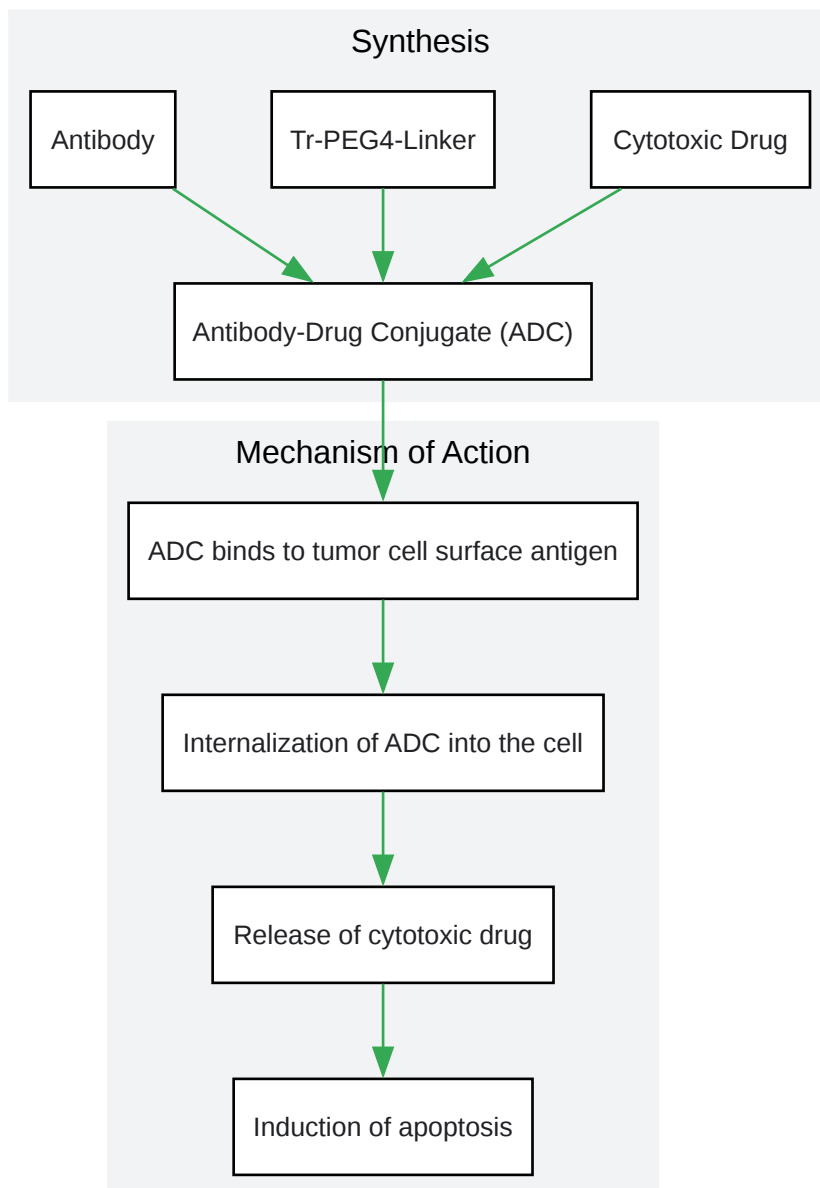 Synthesis
Antibody
Tr-PEG4-Linker
Cytotoxic Drug
Antibody-Drug Conjugate (ADC)
Mechanism of Action
ADC binds to tumor cell surface antigen
Internalization of ADC into the cell
Release of cytotoxic drug
Induction of apoptosis